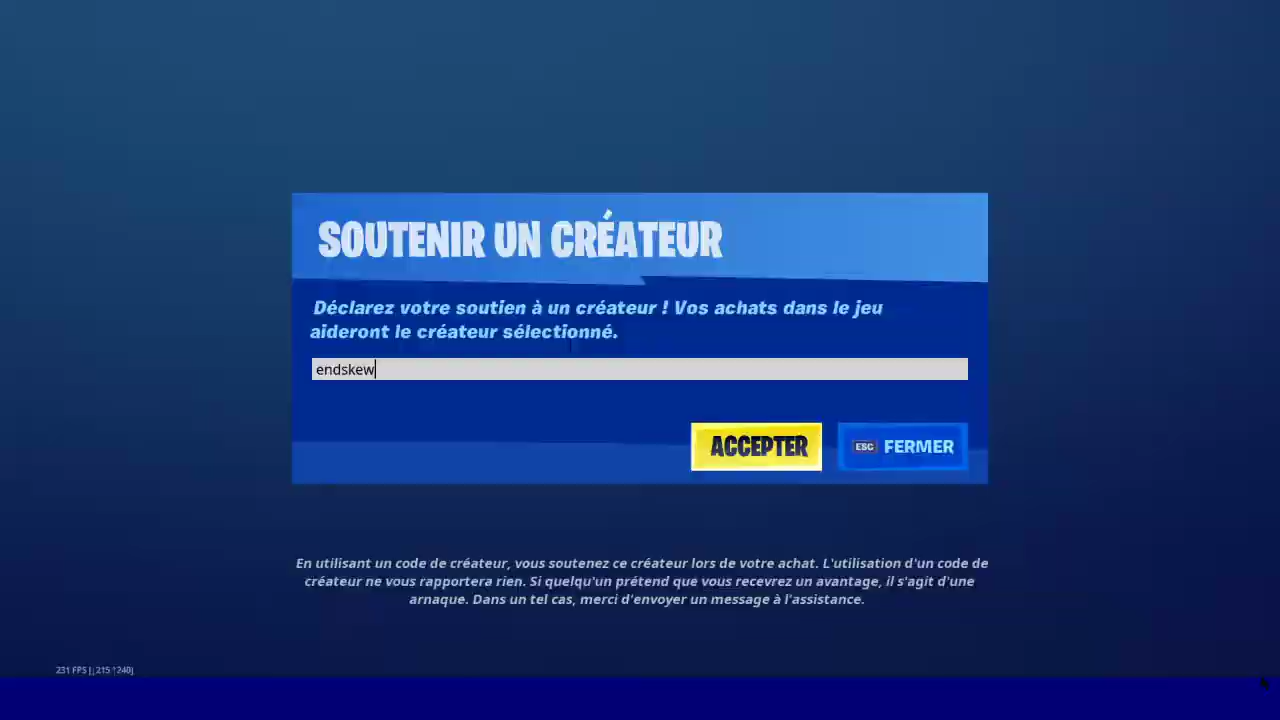 SOUTENIR UN CRÉATEUR
Déclarez votre soutien à un créateur ! Vos achats dans le jeu
aideront le créateur sélectionné.
endskew
ACCEPTER
ESC FERMER
En utilisant un code de créateur, vous soutenez ce créateur lors de votre achat. L'utilisation d'un code de
créateur ne vous rapportera rien. Si quelqu'un prétend que vous recevrez un avantage, il s'agit d'une
arnaque. Dans un tel cas, merci d'envoyer un message à l'assistance.
231 FPS [↓215 ↑240]